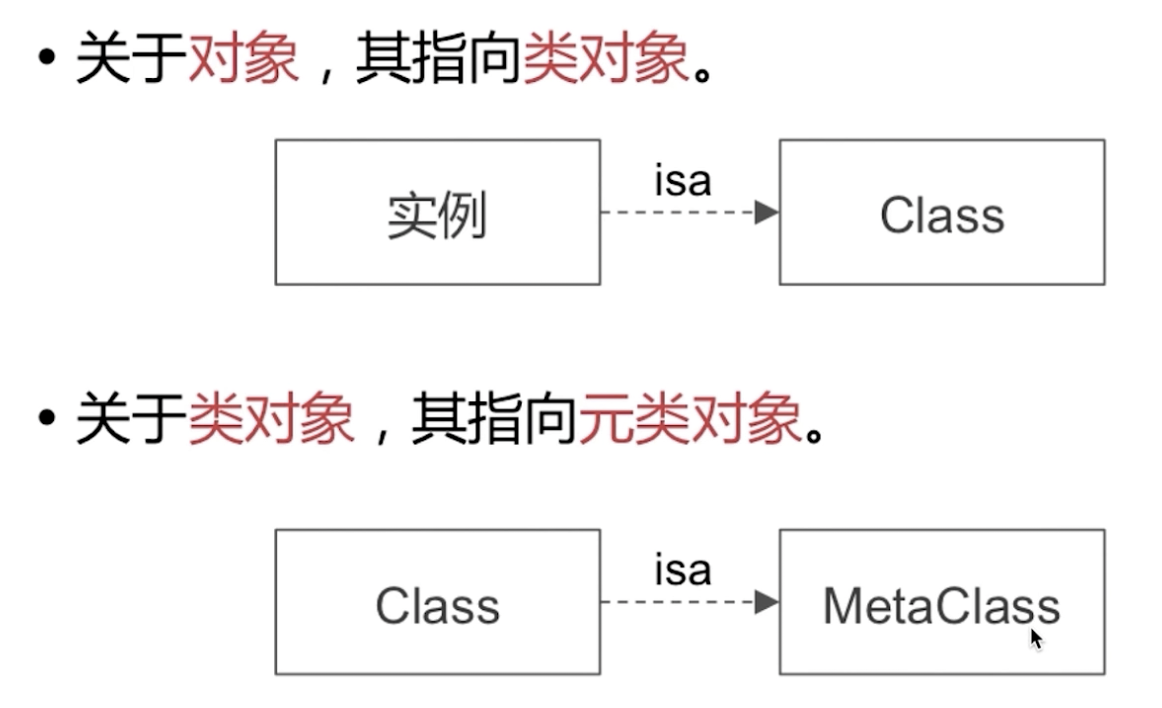 • 关于对象，其指向类对象。
isa
实例
Class
• 关于类对象，其指向元类对象。
isa
Class
MetaClass